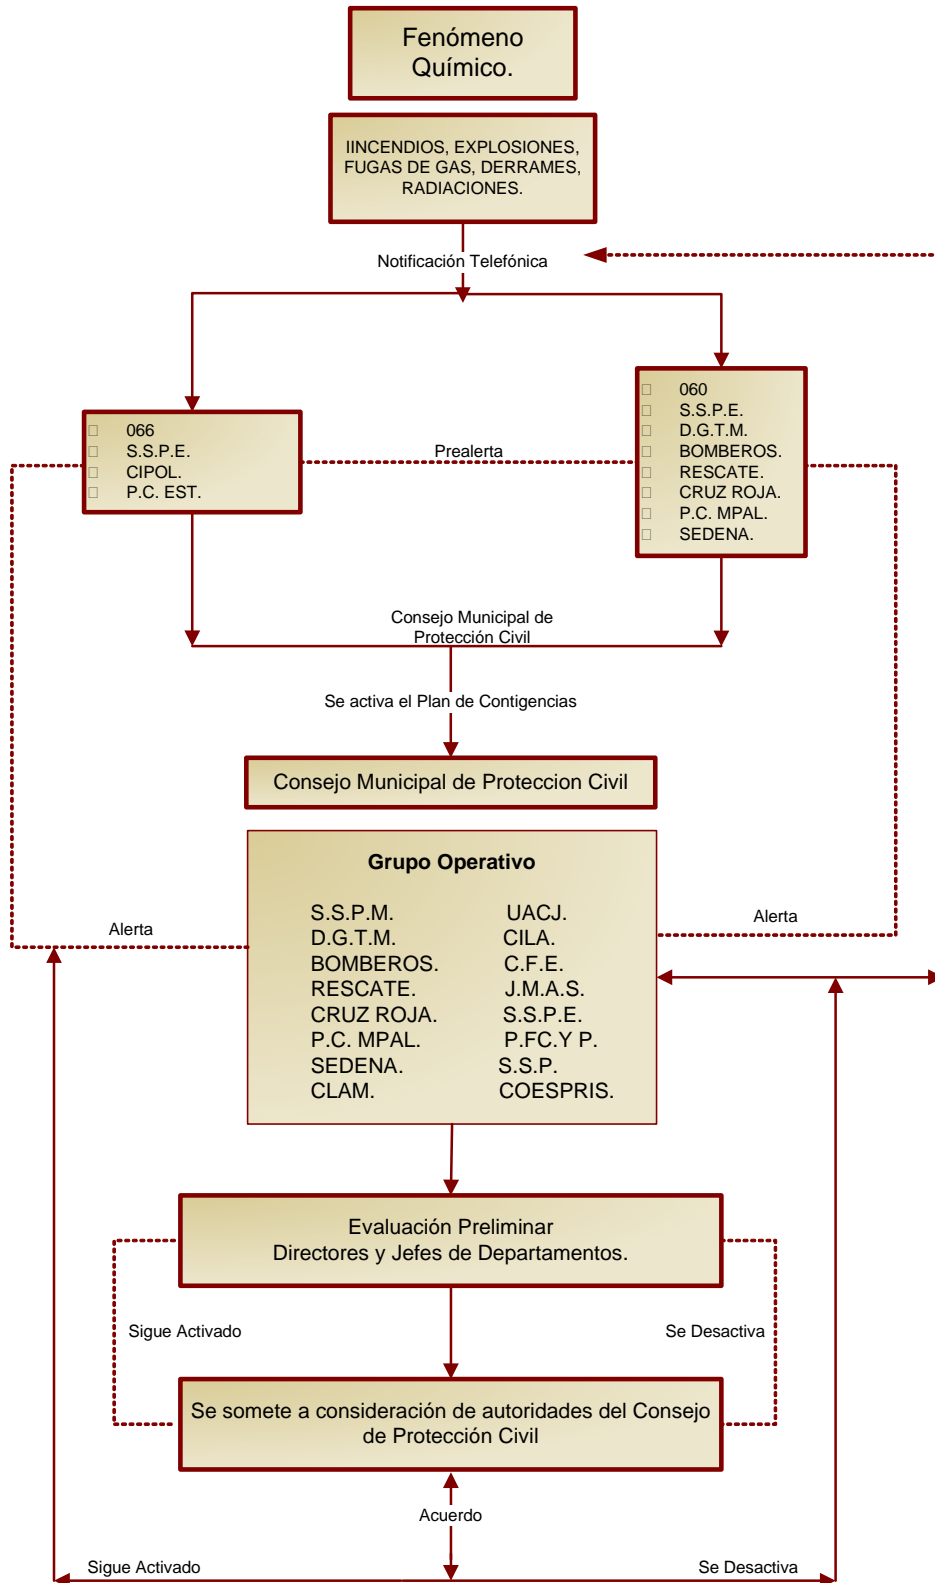 Fenómeno
Químico.
IINCENDIOS, EXPLOSIONES,
FUGAS DE GAS, DERRAMES,
RADIACIONES.
Notificación Telefónica
066
S.S.P.E.
CIPOL.
P.C. EST.
Prealerta
060
S.S.P.E.
D.G.T.M.
BOMBEROS.
RESCATE.
CRUZ ROJA.
P.C. MPAL.
SEDENA.
Consejo Municipal de
Protección Civil
Se activa el Plan de Contigencias
Consejo Municipal de Proteccion Civil
Grupo Operativo
S.S.P.M. UACJ.
D.G.T.M. CILA.
BOMBEROS. C.F.E.
RESCATE. J.M.A.S.
CRUZ ROJA. S.S.P.E.
P.C. MPAL. P.FC.Y P.
SEDENA. S.S.P.
CLAM. COESPRIS.
Alerta
Alerta
Evaluación Preliminar
Directores y Jefes de Departamentos.
Sigue Activado
Se Desactiva
Se somete a consideración de autoridades del Consejo
de Protección Civil
Acuerdo
Sigue Activado
Se Desactiva